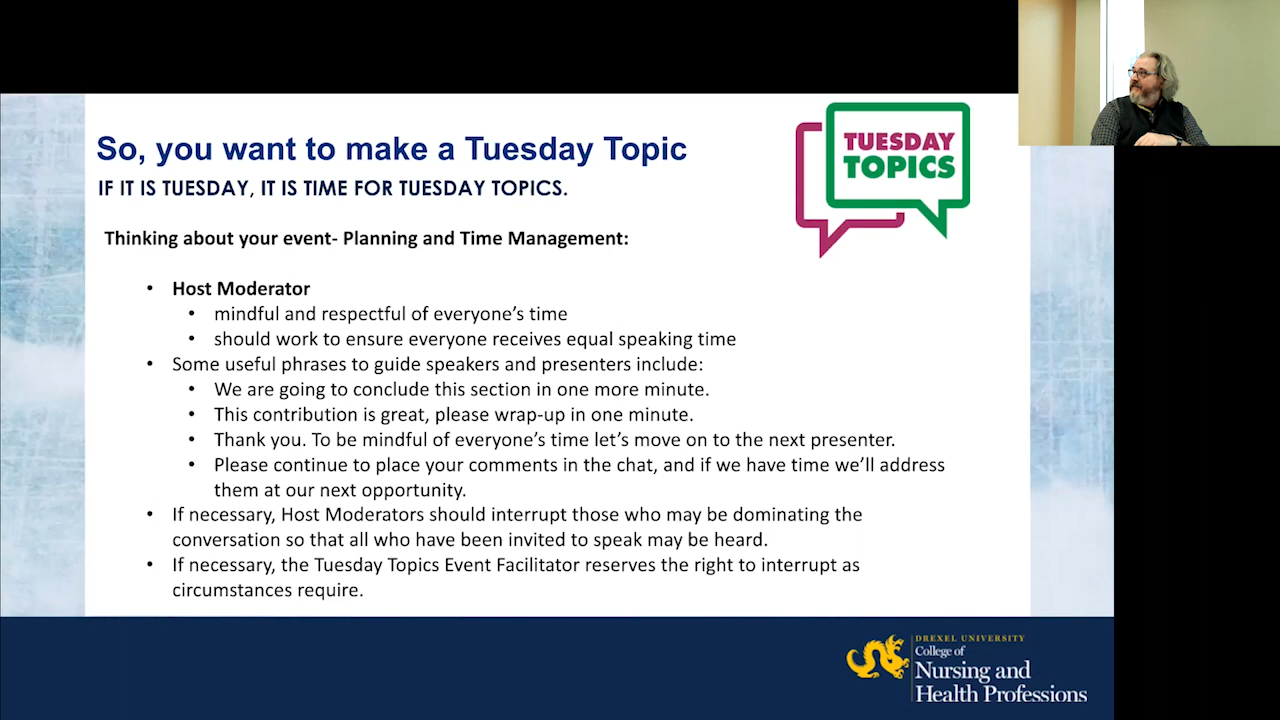 So, you want to make a Tuesday Topic
IF IT IS TUESDAY, IT IS TIME FOR TUESDAY TOPICS.
TUESDAY
TOPICS
Thinking about your event- Planning and Time Management:
• Host Moderator
• mindful and respectful of everyone’s time
• should work to ensure everyone receives equal speaking time
• Some useful phrases to guide speakers and presenters include:
• We are going to conclude this section in one more minute.
• This contribution is great, please wrap-up in one minute.
• Thank you. To be mindful of everyone’s time let’s move on to the next presenter.
• Please continue to place your comments in the chat, and if we have time we’ll address
them at our next opportunity.
• If necessary, Host Moderators should interrupt those who may be dominating the
conversation so that all who have been invited to speak may be heard.
• If necessary, the Tuesday Topics Event Facilitator reserves the right to interrupt as
circumstances require.
DREXEL UNIVERSITY
College of
Nursing and
Health Professions